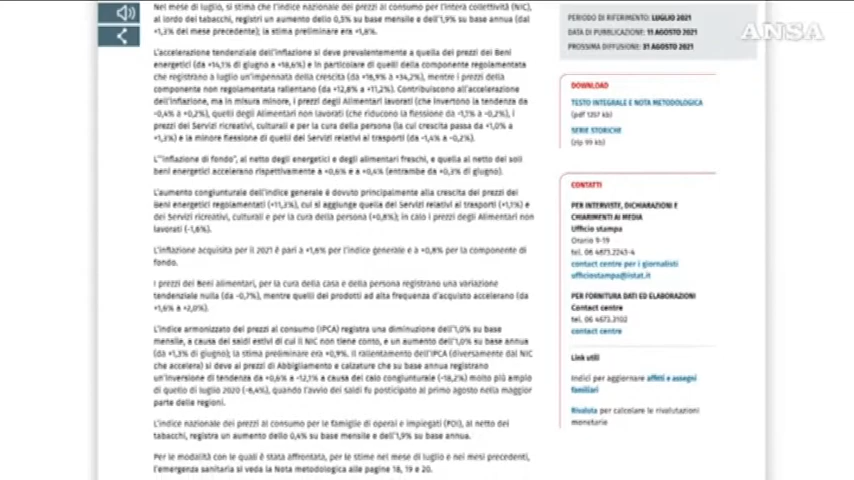 Nel mese di luglio, si stima che l'indice nazionale dei prezzi al consumo per l'intera collettività (NIC),
al lordo dei tabacchi, registri un aumento dello 0,5% su base mensile e dell'1,9% su base annua (da
+1,3% del mese precedente); la stima preliminare era +1,8%.
L'accelerazione tendenziale dell'inflazione si deve prevalentemente a quella dei prezzi dei Beni
energetici (da +14,1% di giugno a +18,6%) e in particolare di quelli della componente regolamentata
che registrano a luglio un'impennata della crescita (da +16,9% a +34,2%), mentre i prezzi della
componente non regolamentata rallentano (da +12,8% a +11,2%). Contribuiscono all'accelerazione
dell'inflazione, ma in misura minore, i prezzi degli Alimentari lavorati (che invertono la tendenza da
-0,4% a +0,2%), quelli degli Alimentari non lavorati (che riducono la flessione da -1,1% a -0,2%), i
prezzi dei Servizi ricreativi, culturali e per la cura della persona (la cui crescita passa da +1,0% a
+1,3%) e la minore flessione di quelli dei Servizi relativi ai trasporti (da -1,4% a -0,2%).
L'"inflazione di fondo", al netto degli energetici e degli alimentari freschi, e quella al netto dei soli
beni energetici accelerano rispettivamente a +0,6% e a +0,4% (entrambe da +0,3% di giugno).
L'aumento congiunturale dell'indice generale è dovuto principalmente alla crescita dei prezzi dei
Beni energetici regolamentati (+11,3%), cui si aggiunge quella dei Servizi relativi ai trasporti (+1,1%) e
dei Servizi ricreativi, culturali e per la cura della persona (+0,8%); in calo i prezzi degli Alimentari non
lavorati (-1,6%).
L'inflazione acquisita per il 2021 è pari a +1,6% per l'indice generale e a +0,8% per la componente di
fondo.
I prezzi dei Beni alimentari, per la cura della casa e della persona registrano una variazione
tendenziale nulla (da -0,7%), mentre quelli dei prodotti ad alta frequenza d'acquisto accelerano (da
+1,6% a +2,0%).
L'indice armonizzato dei prezzi al consumo (IPCA) registra una diminuzione dell'1,0% su base
mensile, a causa dei saldi estivi di cui il NIC non tiene conto, e un aumento dell'1,0% su base annua
(da +1,3% di giugno); la stima preliminare era +0,9%. Il rallentamento dell'IPCA (diversamente dal NIC
che accelera) si deve ai prezzi di Abbigliamento e calzature che su base annua registrano
un'inversione di tendenza da +0,6% a -12,1% a causa del calo congiunturale (-18,2%) molto più ampio
di quello di luglio 2020 (-6,4%), quando l'avvio dei saldi fu posticipato al primo agosto nella maggior
parte delle regioni.
L'indice nazionale dei prezzi al consumo per le famiglie di operai e impiegati (FOI), al netto dei
tabacchi, registra un aumento dello 0,4% su base mensile e dell'1,9% su base annua.
Per le modalità con le quali è stata affrontata, per le stime nel mese di luglio e nei mesi precedenti,
l'emergenza sanitaria si veda la Nota metodologica alle pagine 18, 19 e 20.
ANSA
PERIODO DI RIFERIMENTO: LUGLIO 2021
DATA DI PUBBLICAZIONE: 11 AGOSTO 2021
PROSSIMA DIFFUSIONE: 31 AGOSTO 2021
DOWNLOAD
TESTO INTEGRALE E NOTA METODOLOGICA
(pdf 1257 kb)
SERIE STORICHE
(zip 99 kb)
CONTATTI
PER INTERVISTE, DICHIARAZIONI E
CHIARIMENTI AI MEDIA
Ufficio stampa
Orario 9-19
tel. 06 4673.2243-4
contact centre per i giornalisti
ufficiostampa@istat.it
PER FORNITURA DATI ED ELABORAZIONI
Contact centre
tel. 06 4673.3102
contact centre
Link utili
Indici per aggiornare affitti e assegni
familiari
Rivaluta per calcolare le rivalutazioni
monetarie